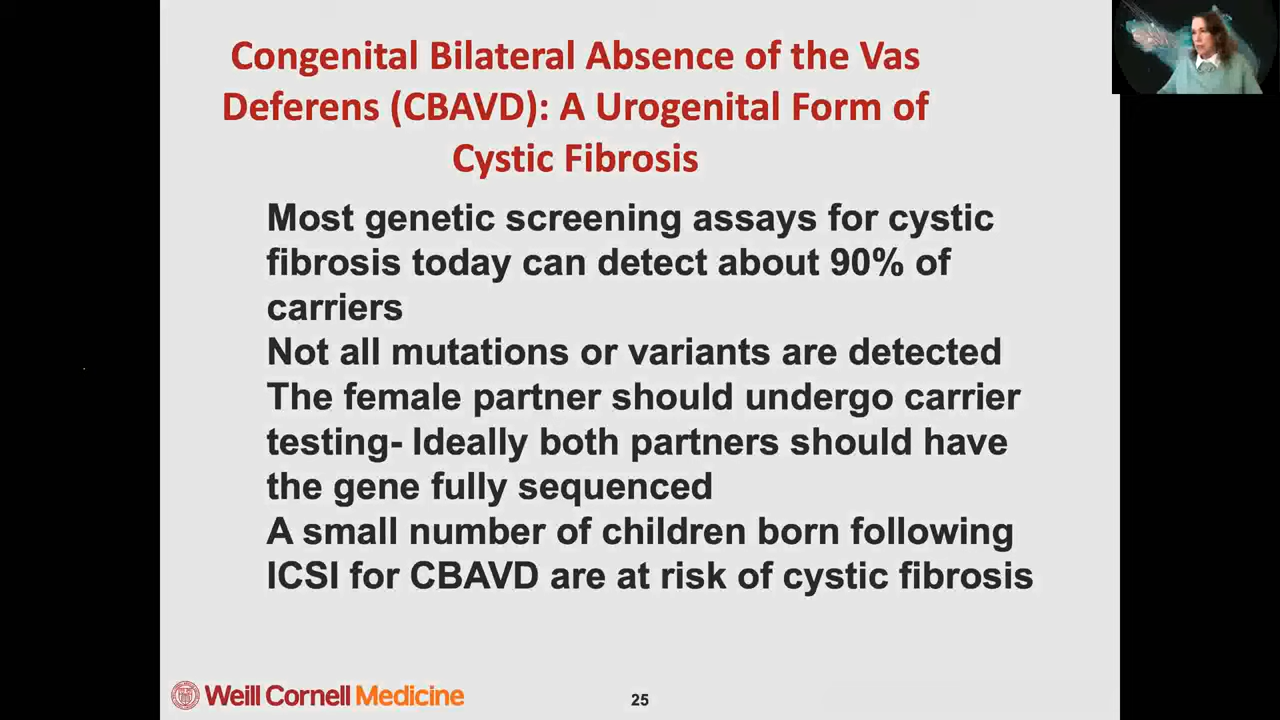 Congenital Bilateral Absence of the Vas
Deferens (CBAVD): A Urogenital Form of
Cystic Fibrosis
Most genetic screening assays for cystic
fibrosis today can detect about 90% of
carriers
Not all mutations or variants are detected
The female partner should undergo carrier
testing- Ideally both partners should have
the gene fully sequenced
A small number of children born following
ICSI for CBAVD are at risk of cystic fibrosis
Weill Cornell Medicine
25